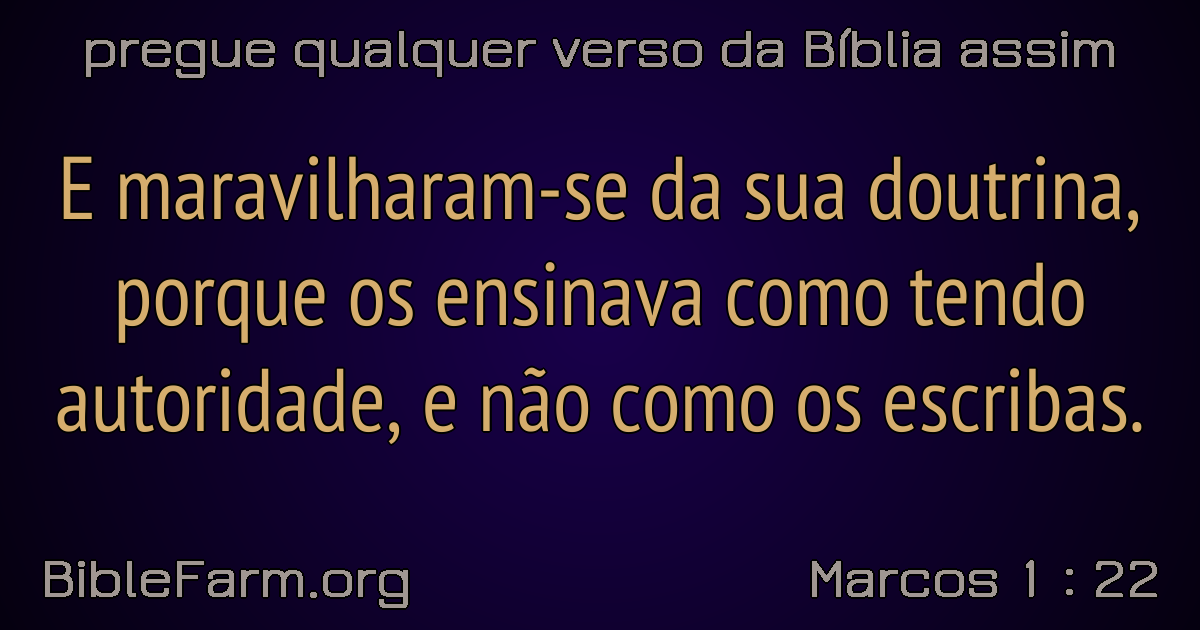 pregue qualquer verso da Bíblia assim
E maravilharam-se da sua doutrina,
porque os ensinava como tendo
autoridade, e não como os escribas.
BibleFarm.org
Marcos 1 : 22